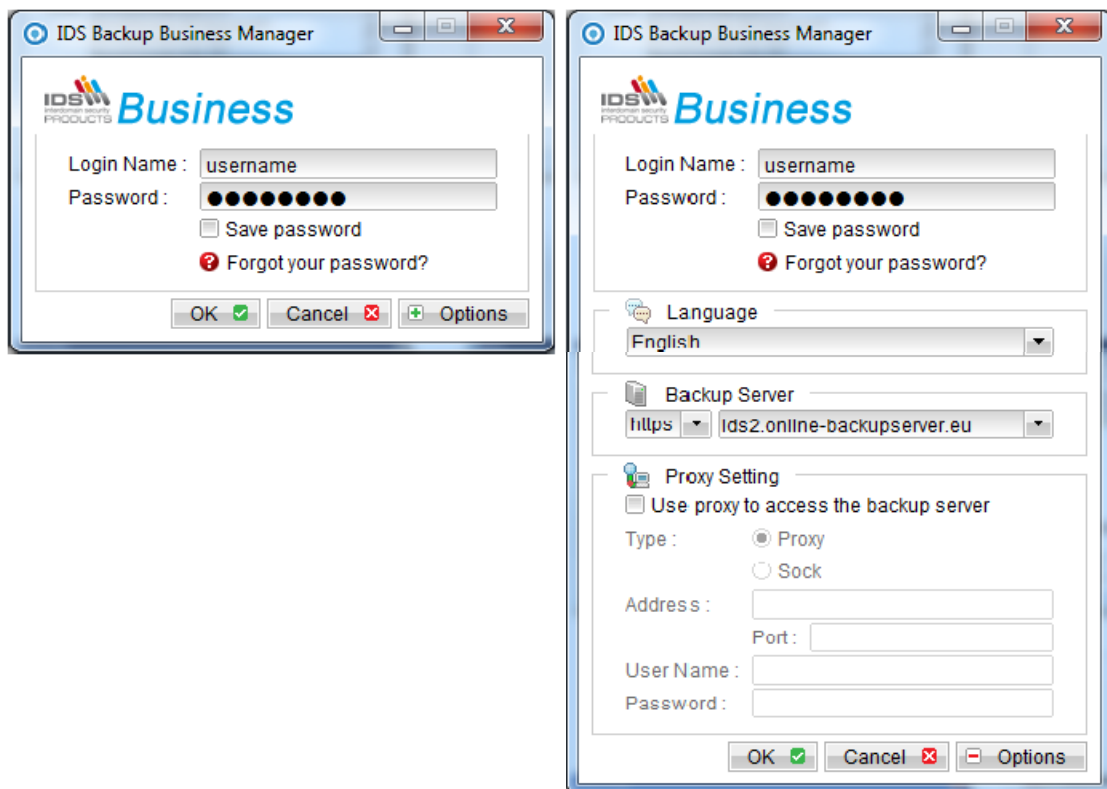 IDS Backup Business Manager
IDS Business
interdomain security
PRODUCTS
Login Name : username
Password : ●●●●●●●●
Save password
Forgot your password?
OK Cancel Options
IDS Backup Business Manager
IDS Business
interdomain security
PRODUCTS
Login Name : username
Password : ●●●●●●●●
Save password
Forgot your password?
Language
English
Backup Server
https ids2.online-backupserver.eu
Proxy Setting
Use proxy to access the backup server
Type : Proxy
Sock
Address :
Port :
User Name :
Password :
OK Cancel Options